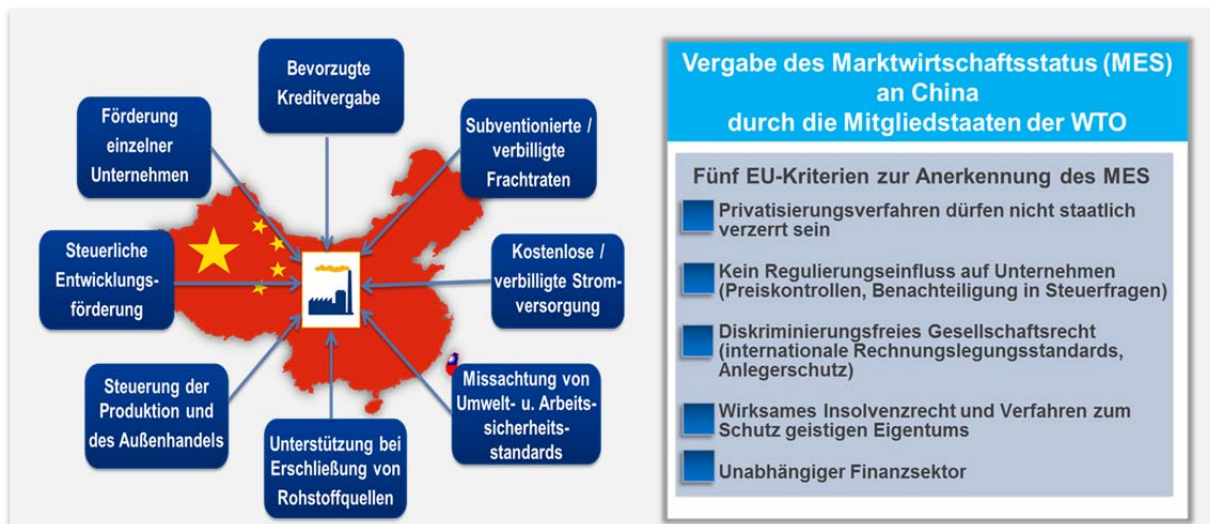 Bevorzugte
Kreditvergabe
Förderung
einzelner
Unternehmen
Subventionierte /
verbilligte
Frachtraten
Steuerliche
Entwicklungs-
förderung
Kostenlose /
verbilligte Strom-
versorgung
Steuerung der
Produktion und
des Außenhandels
Unterstützung bei
Erschließung von
Rohstoffquellen
Missachtung von
Umwelt- u. Arbeits-
sicherheits-
standards
Vergabe des Marktwirtschaftsstatus (MES)
an China
durch die Mitgliedstaaten der WTO
Fünf EU-Kriterien zur Anerkennung des MES
Privatisierungsverfahren dürfen nicht staatlich
verzerrt sein
Kein Regulierungseinfluss auf Unternehmen
(Preiskontrollen, Benachteiligung in Steuerfragen)
Diskriminierungsfreies Gesellschaftsrecht
(internationale Rechnungslegungsstandards,
Anlegerschutz)
Wirksames Insolvenzrecht und Verfahren zum
Schutz geistigen Eigentums
Unabhängiger Finanzsektor